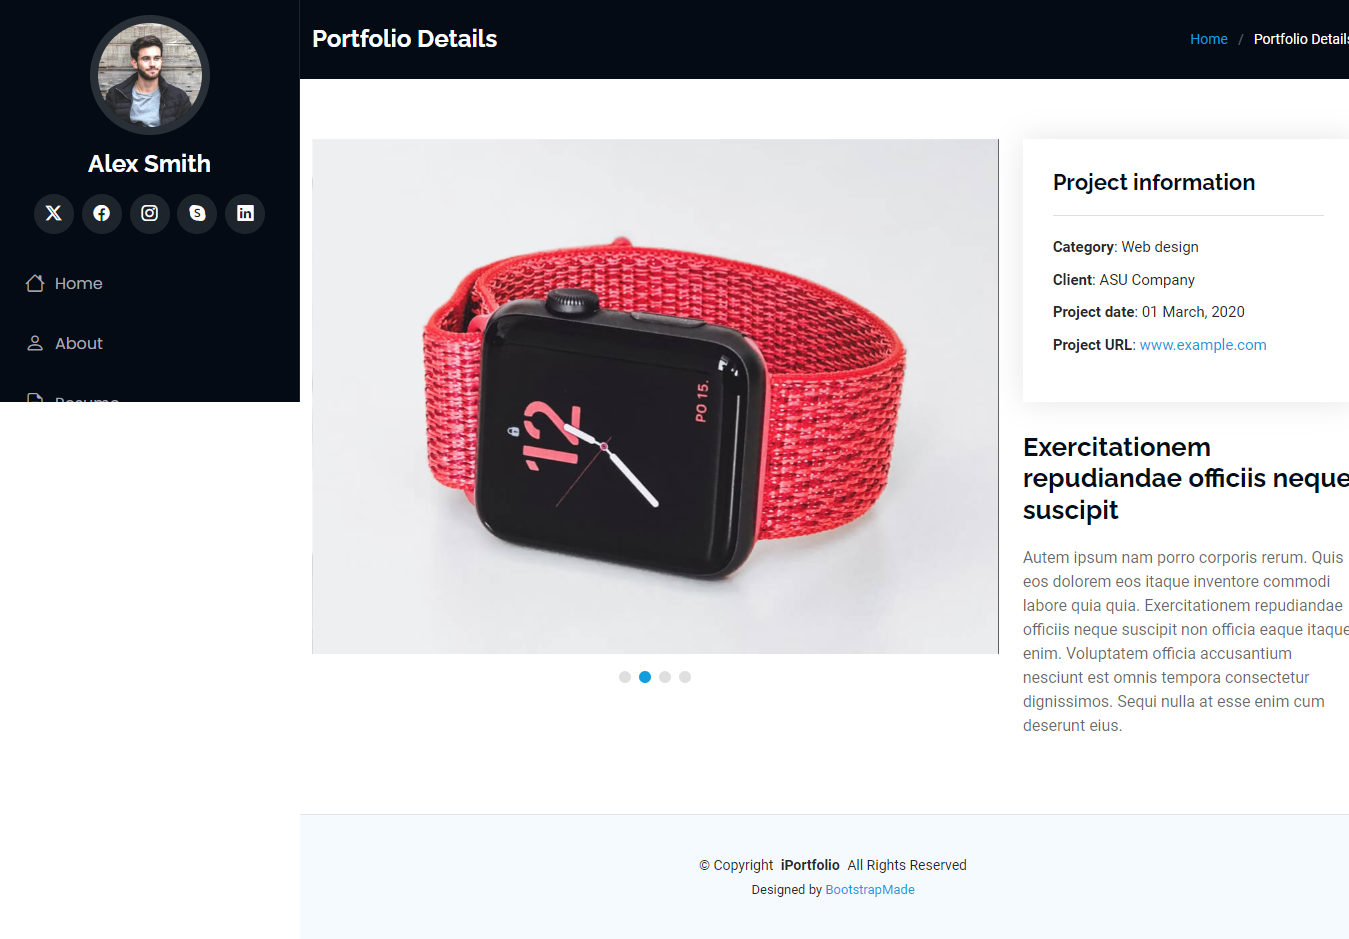 Alex Smith
Home
About
Resume
Portfolio Details
Home / Portfolio Details
12
PO 15.
Project information
Category: Web design
Client: ASU Company
Project date: 01 March, 2020
Project URL: www.example.com
Exercitationem
repudiandae officiis neque
suscipit
Autem ipsum nam porro corporis rerum. Quis
eos dolorem eos itaque inventore commodi
labore quia quia. Exercitationem repudiandae
officiis neque suscipit non officia eaque itaque
enim. Voluptatem officia accusantium
nesciunt est omnis tempora consectetur
dignissimos. Sequi nulla at esse enim cum
deserunt eius.
© Copyright iPortfolio All Rights Reserved
Designed by BootstrapMade